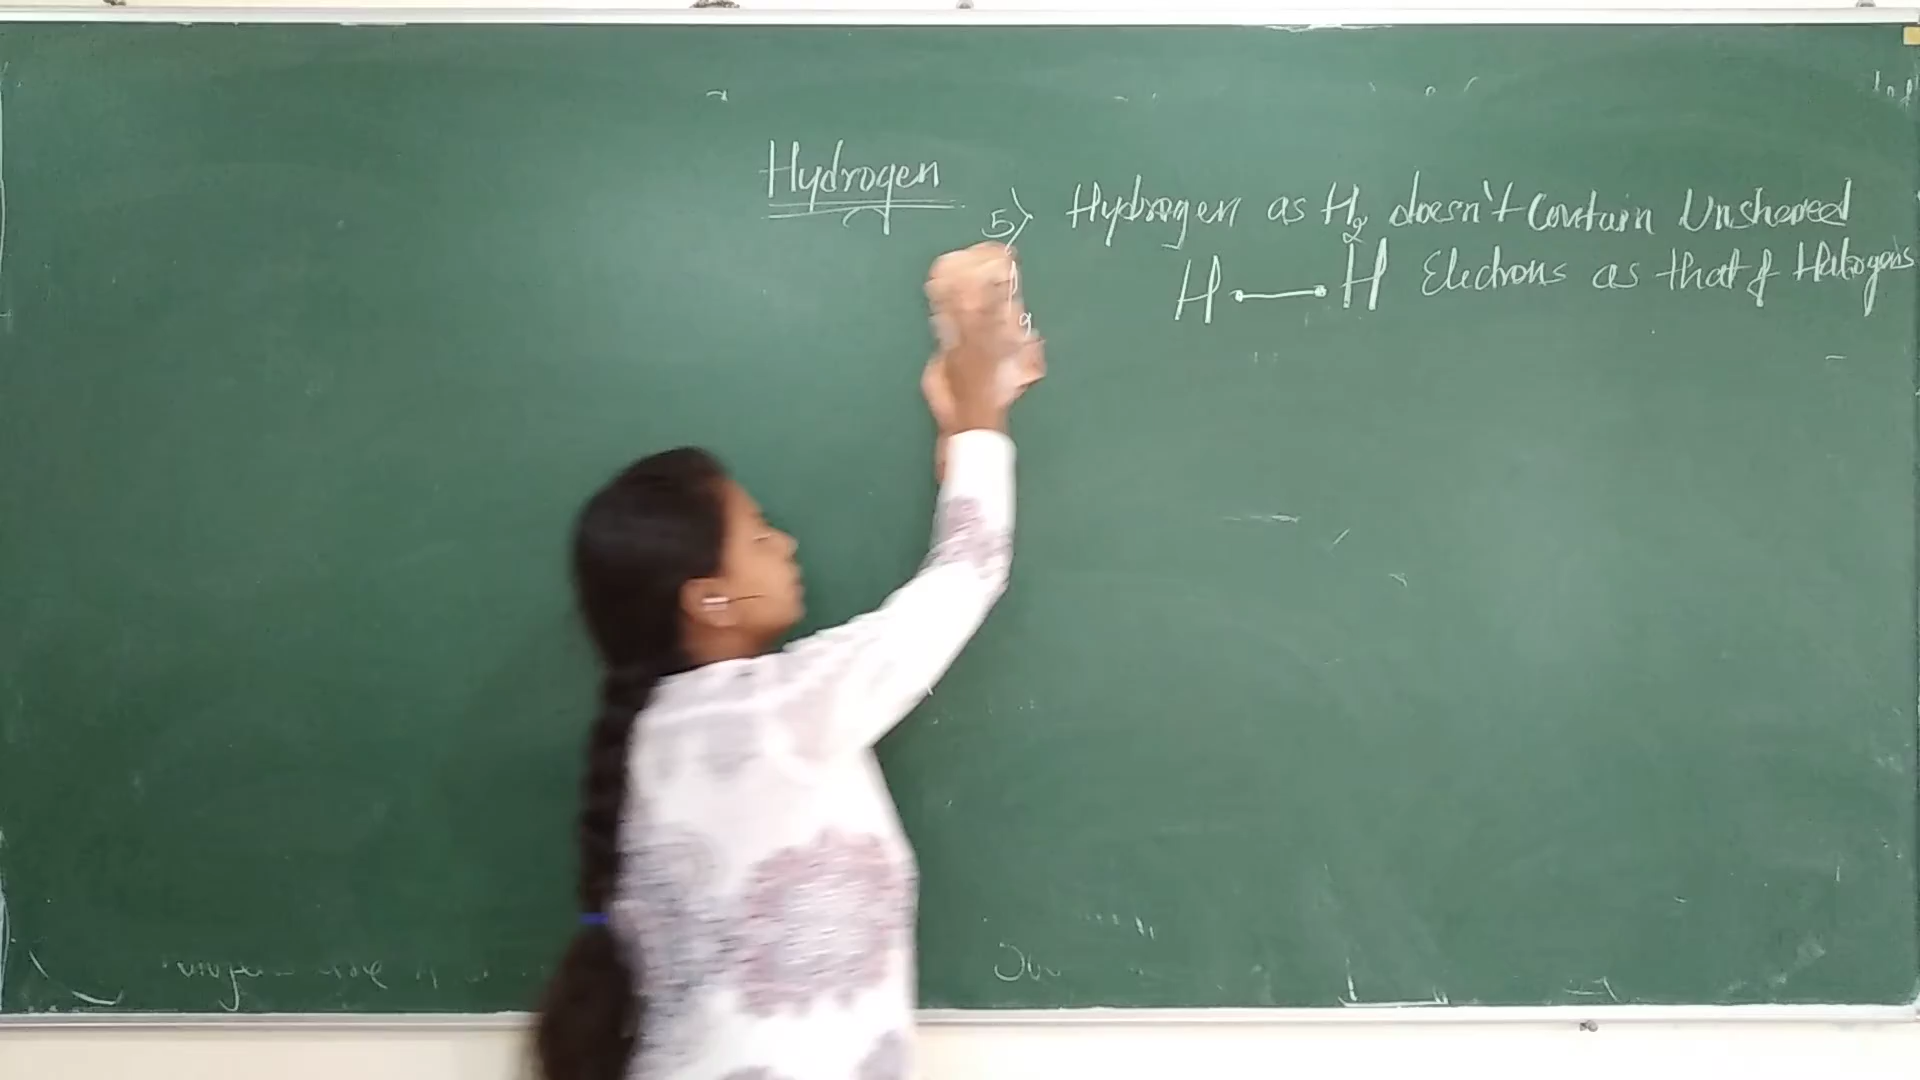 Hydrogen
5) Hydrogen as H2 doesn't Contain Unshared
H—H Electrons as that of Halogens